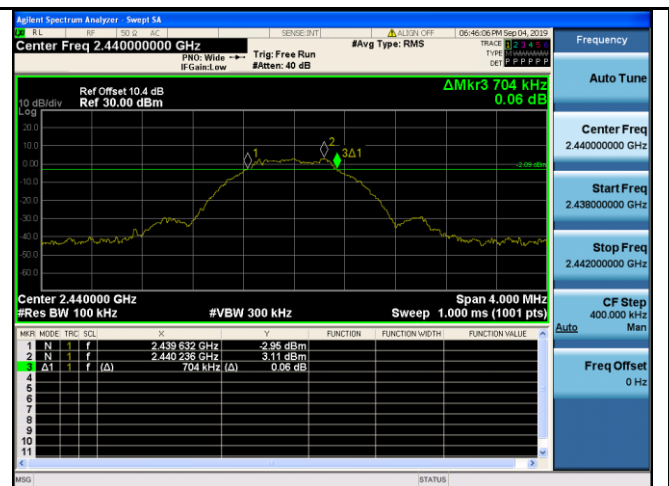 Agilent Spectrum Analyzer - Swept SA
RL RF 50 Ω AC SENSE:INT ALIGN OFF 06:46:06 PM Sep 04, 2019
Center Freq 2.440000000 GHz #Avg Type: RMS TRACE 1 2 3 4 5 6
PNO: Wide Trig: Free Run TYPE M
IFGain:Low #Atten: 40 dB DET P P P P P P
Ref Offset 10.4 dB ΔMkr3 704 kHz
10 dB/div Ref 30.00 dBm 0.06 dB
Log
20.0
10.0
0.00
-10.0
-20.0
-30.0
-40.0
-50.0
-60.0
1
2
3Δ1
-2.89 dBm
Center 2.440000 GHz Span 4.000 MHz
#Res BW 100 kHz #VBW 300 kHz Sweep 1.000 ms (1001 pts)
MKR MODE TRC SCL X Y FUNCTION FUNCTION WIDTH FUNCTION VALUE
1 N 1 f 2.439 632 GHz -2.95 dBm
2 N 1 f 2.440 236 GHz 3.11 dBm
3 Δ1 1 f (Δ) 704 kHz (Δ) 0.06 dB
4
5
6
7
8
9
10
11
MSG STATUS
Frequency
Auto Tune
Center Freq
2.440000000 GHz
Start Freq
2.438000000 GHz
Stop Freq
2.442000000 GHz
CF Step
400.000 kHz
Auto Man
Freq Offset
0 Hz